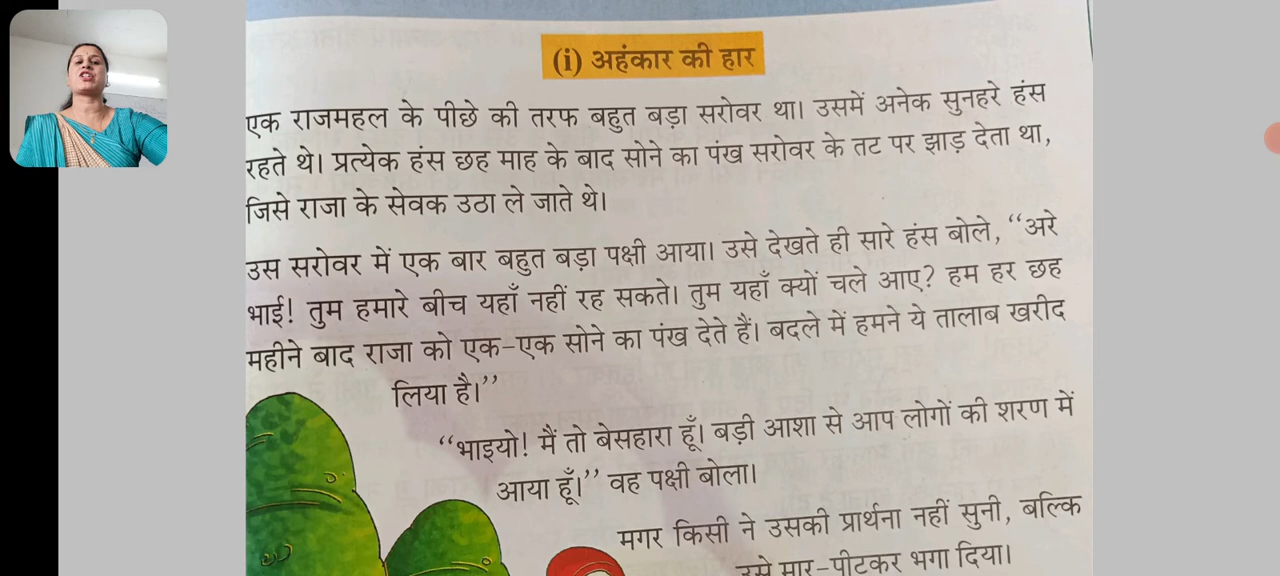 (i) अहंकार की हार
एक राजमहल के पीछे की तरफ बहुत बड़ा सरोवर था। उसमें अनेक सुनहरे हंस
रहते थे। प्रत्येक हंस छह माह के बाद सोने का पंख सरोवर के तट पर झाड़ देता था,
जिसे राजा के सेवक उठा ले जाते थे।
उस सरोवर में एक बार बहुत बड़ा पक्षी आया। उसे देखते ही सारे हंस बोले, “अरे
भाई! तुम हमारे बीच यहाँ नहीं रह सकते। तुम यहाँ क्यों चले आए? हम हर छह
महीने बाद राजा को एक-एक सोने का पंख देते हैं। बदले में हमने ये तालाब खरीद
लिया है।”
“भाइयो! मैं तो बेसहारा हूँ। बड़ी आशा से आप लोगों की शरण में
आया हूँ।” वह पक्षी बोला।
मगर किसी ने उसकी प्रार्थना नहीं सुनी, बल्कि
उसे मार-पीटकर भगा दिया।